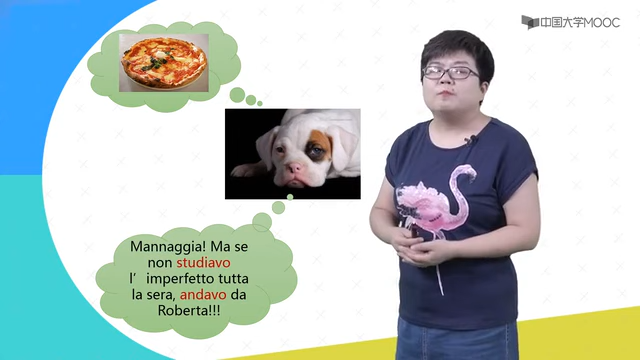 中国大学MOOC
Mannaggia! Ma se
non studiavo
l’imperfetto tutta
la sera, andavo da
Roberta!!!